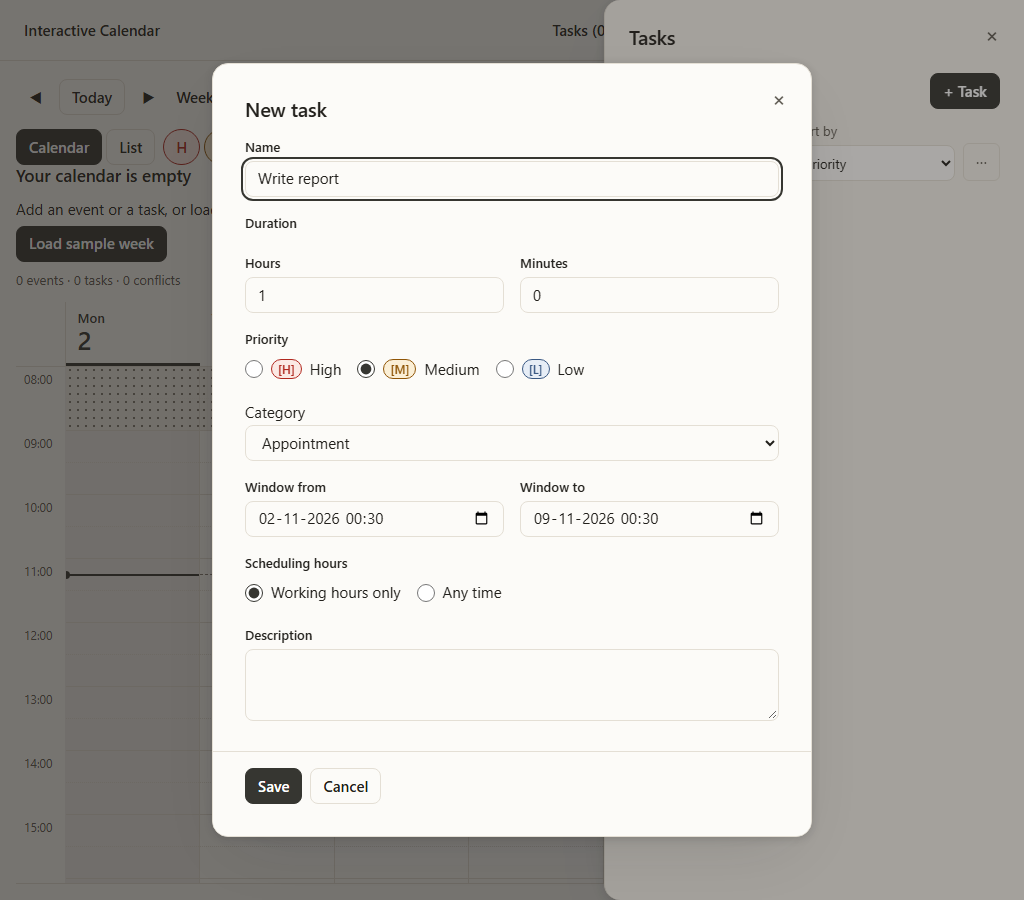 Interactive Calendar
Tasks (0
Tasks
×
◀ Today ▶ Week
+ Task
Calendar List H
rt by
riority
...
Your calendar is empty
Add an event or a task, or loa
Load sample week
0 events · 0 tasks · 0 conflicts
Mon
2
08:00
09:00
10:00
11:00
12:00
13:00
14:00
15:00
New task
×
Name
Write report
Duration
Hours Minutes
1 0
Priority
[H] High [M] Medium [L] Low
Category
Appointment
Window from Window to
02-11-2026 00:30 09-11-2026 00:30
Scheduling hours
Working hours only Any time
Description
Save Cancel